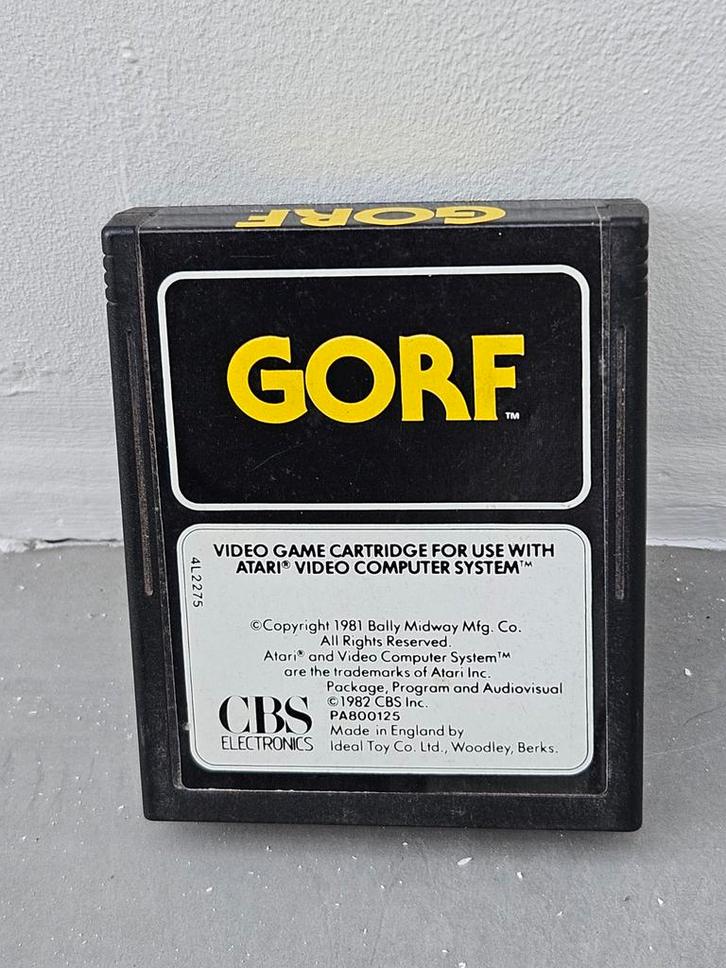 GORF
GORF™
VIDEO GAME CARTRIDGE FOR USE WITH
ATARI® VIDEO COMPUTER SYSTEM™
4L2275
©Copyright 1981 Bally Midway Mfg. Co.
All Rights Reserved.
Atari® and Video Computer System™
are the trademarks of Atari Inc.
Package, Program and Audiovisual
©1982 CBS Inc.
PA800125
Made in England by
Ideal Toy Co. Ltd., Woodley, Berks.
CBS
ELECTRONICS